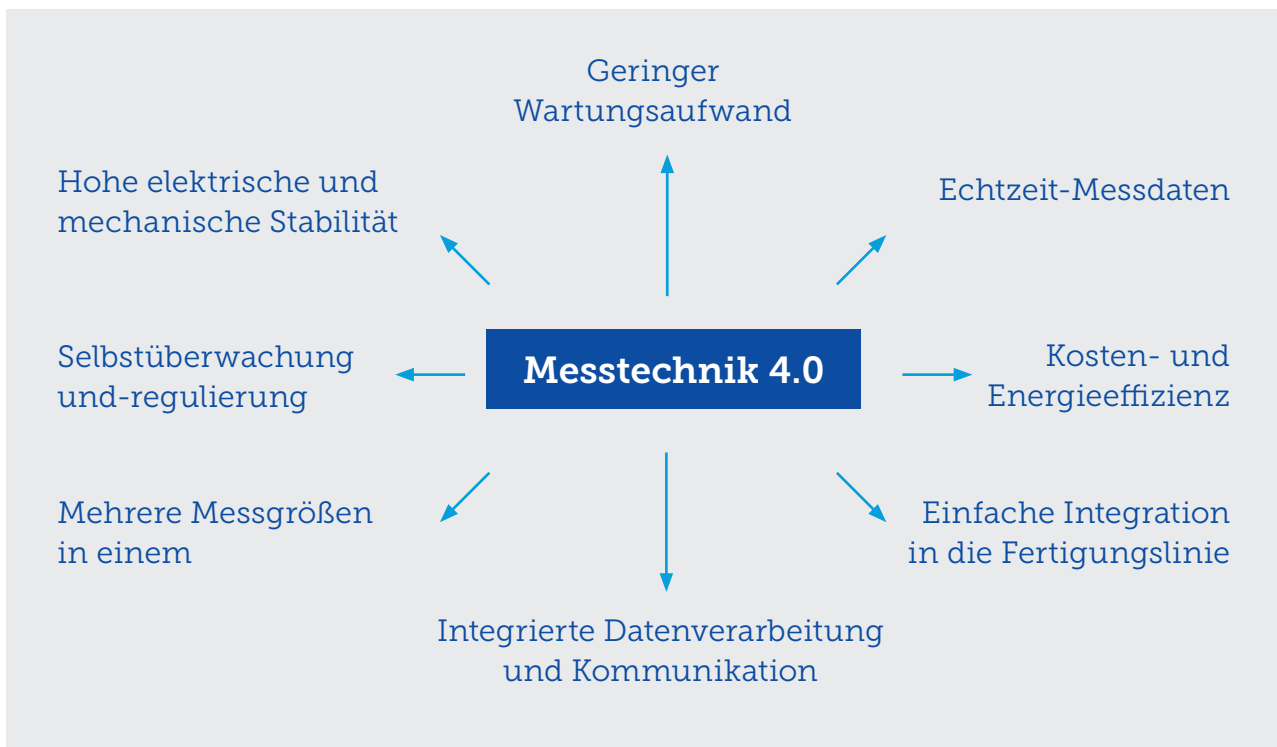 Geringer
Wartungsaufwand
Hohe elektrische und
mechanische Stabilität
Echtzeit-Messdaten
Selbstüberwachung
und-regulierung
Messtechnik 4.0
Kosten- und
Energieeffizienz
Mehrere Messgrößen
in einem
Einfache Integration
in die Fertigungslinie
Integrierte Datenverarbeitung
und Kommunikation